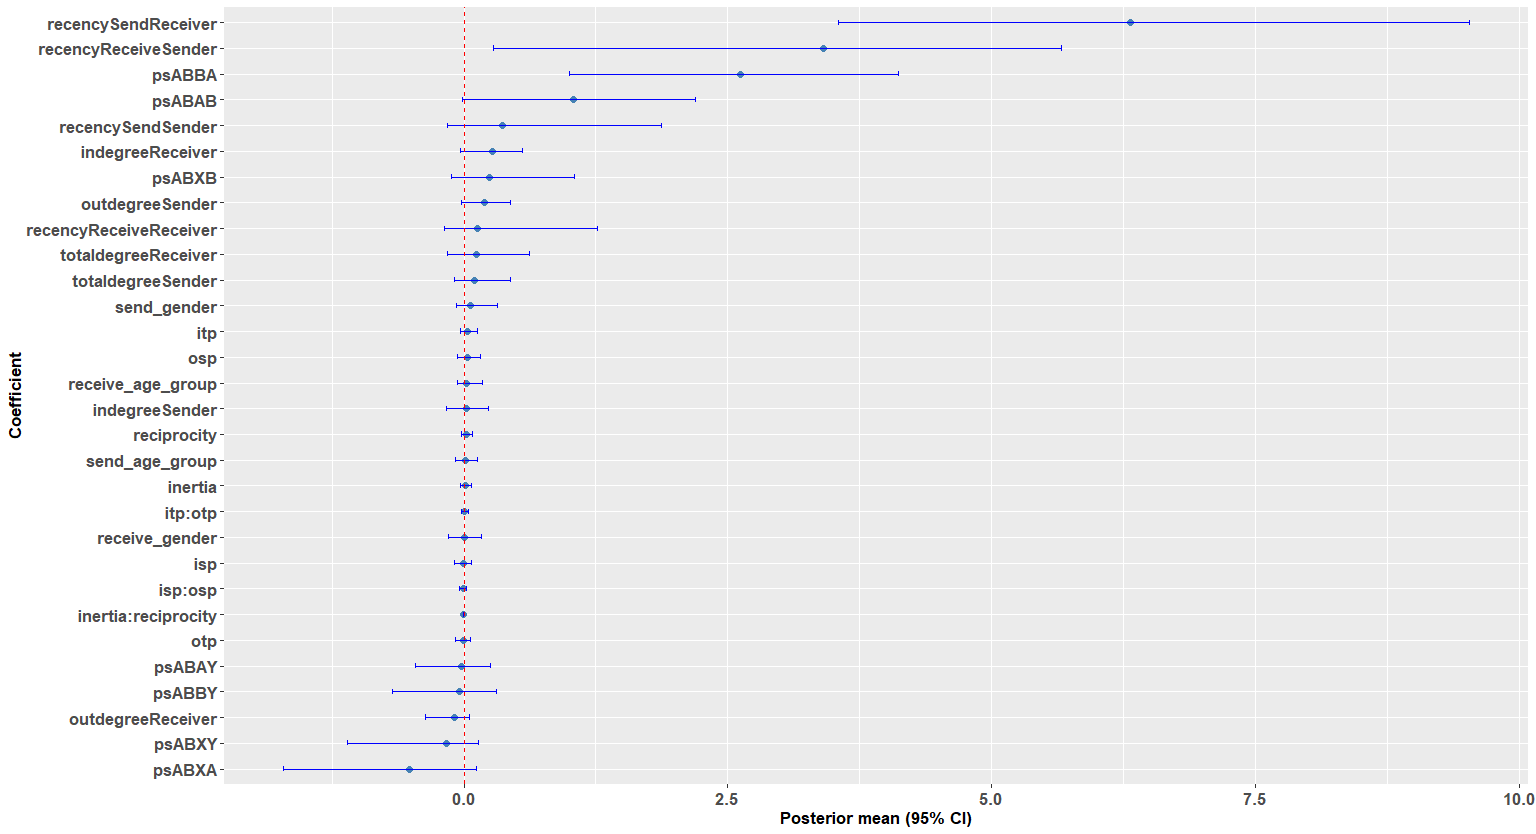 recencySendReceiver
recencyReceiveSender
psABBA
psABAB
recencySendSender
indegreeReceiver
psABXB
outdegreeSender
recencyReceiveReceiver
totaldegreeReceiver
totaldegreeSender
send_gender
itp
osp
receive_age_group
indegreeSender
reciprocity
send_age_group
inertia
itp:otp
receive_gender
isp
isp:osp
inertia:reciprocity
otp
psABAY
psABBY
outdegreeReceiver
psABXY
psABXA
Coefficient
0.0 2.5 5.0 7.5 10.0
Posterior mean (95% CI)